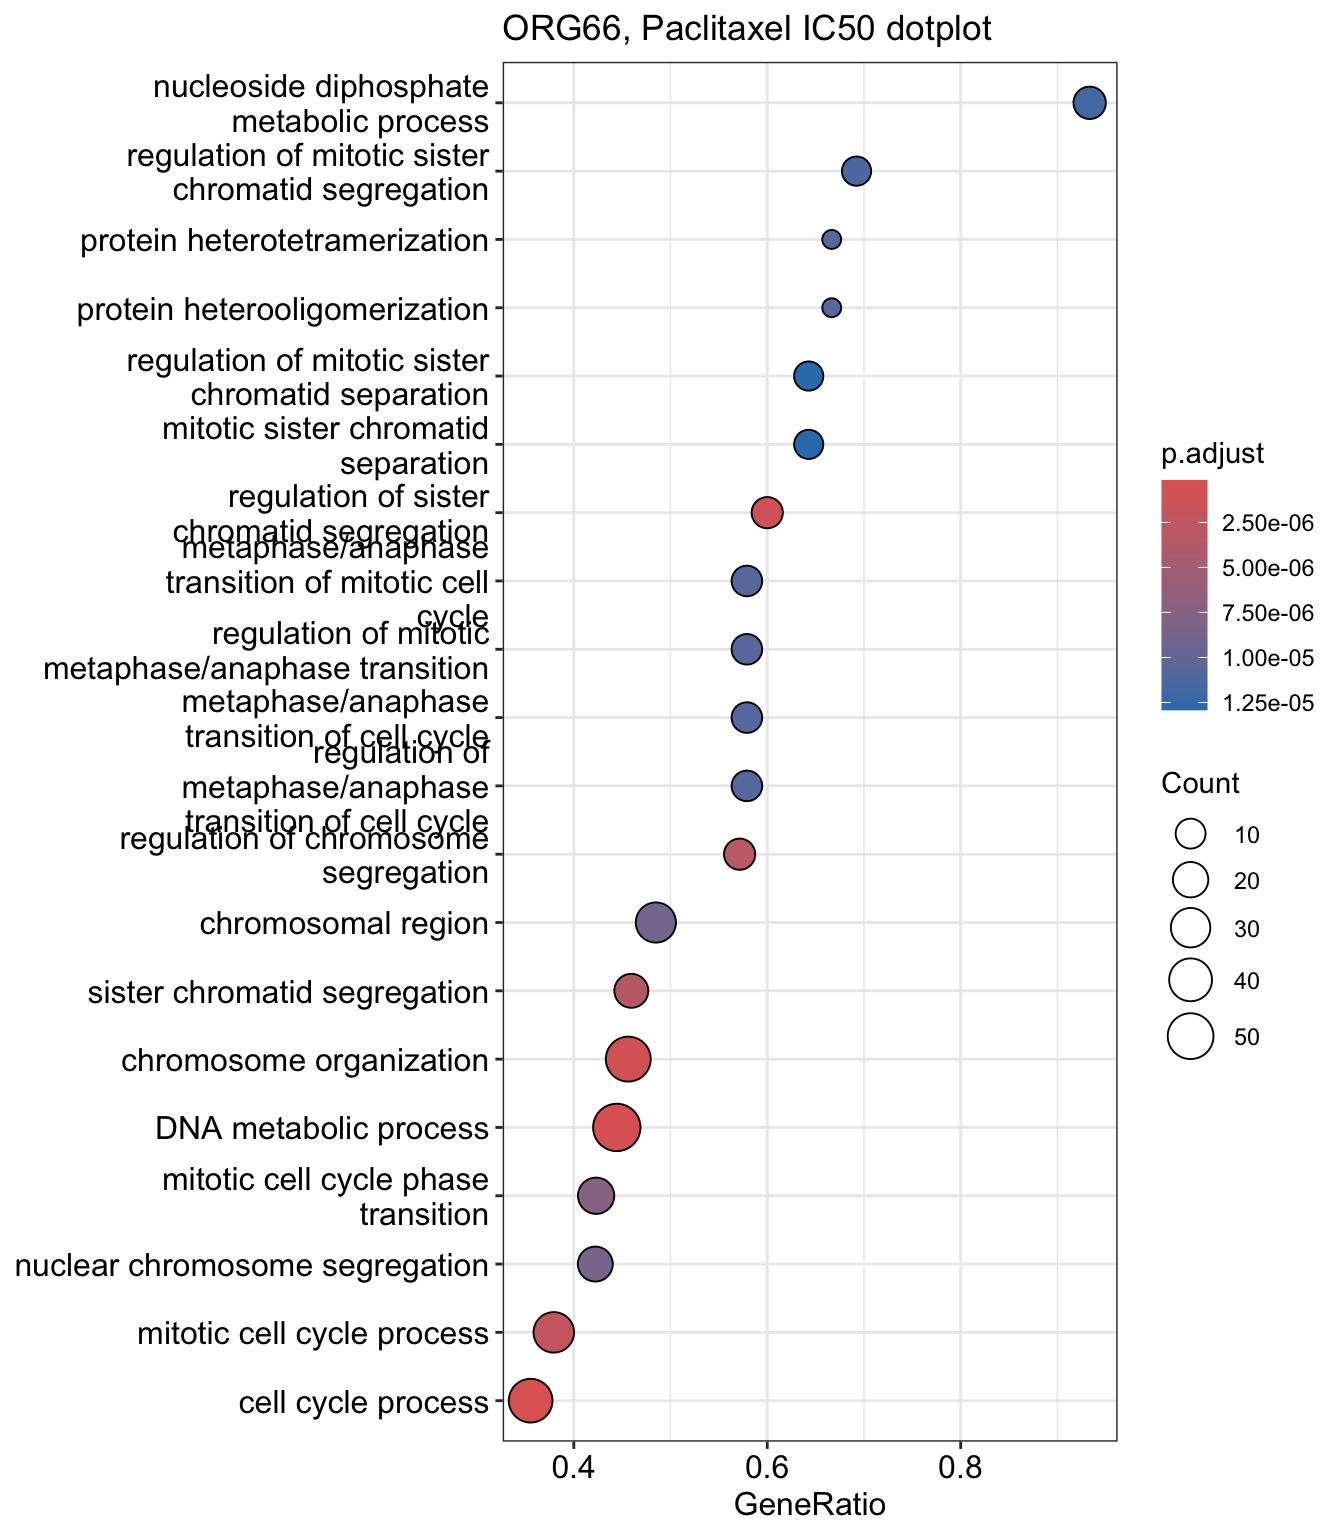 ORG66, Paclitaxel IC50 dotplot
nucleoside diphosphate
metabolic process
regulation of mitotic sister
chromatid segregation
protein heterotetramerization
protein heterooligomerization
regulation of mitotic sister
chromatid separation
mitotic sister chromatid
separation
regulation of sister
chromatid segregation
metaphase/anaphase
transition of mitotic cell
cycle
regulation of mitotic
metaphase/anaphase transition
metaphase/anaphase
transition of cell cycle
regulation of
metaphase/anaphase
transition of cell cycle
regulation of chromosome
segregation
chromosomal region
sister chromatid segregation
chromosome organization
DNA metabolic process
mitotic cell cycle phase
transition
nuclear chromosome segregation
mitotic cell cycle process
cell cycle process
0.4
0.6
0.8
GeneRatio
p.adjust
2.50e-06
5.00e-06
7.50e-06
1.00e-05
1.25e-05
Count
10
20
30
40
50